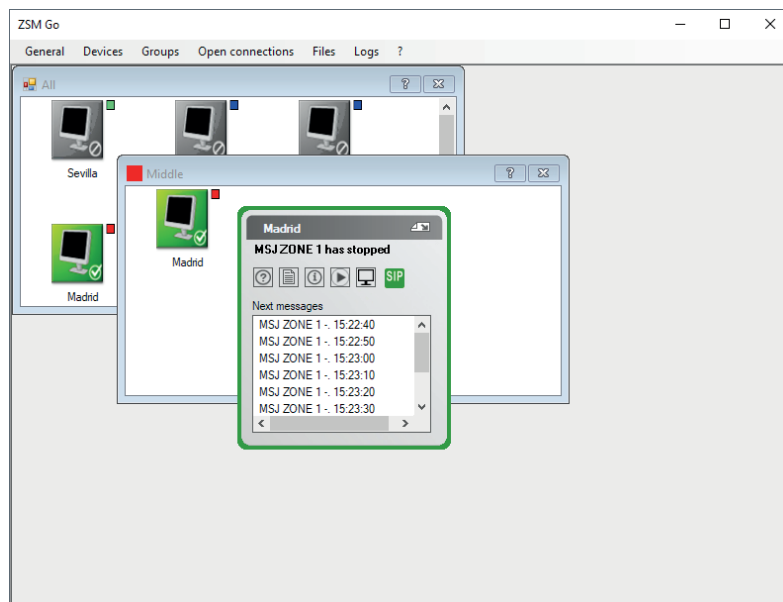 ZSM Go
General Devices Groups Open connections Files Logs ?
All
Sevilla
Madrid
Middle
Madrid
Madrid
MSJ ZONE 1 has stopped
SIP
Next messages
MSJ ZONE 1 -. 15:22:40
MSJ ZONE 1 -. 15:22:50
MSJ ZONE 1 -. 15:23:00
MSJ ZONE 1 -. 15:23:10
MSJ ZONE 1 -. 15:23:20
MSJ ZONE 1 -. 15:23:30